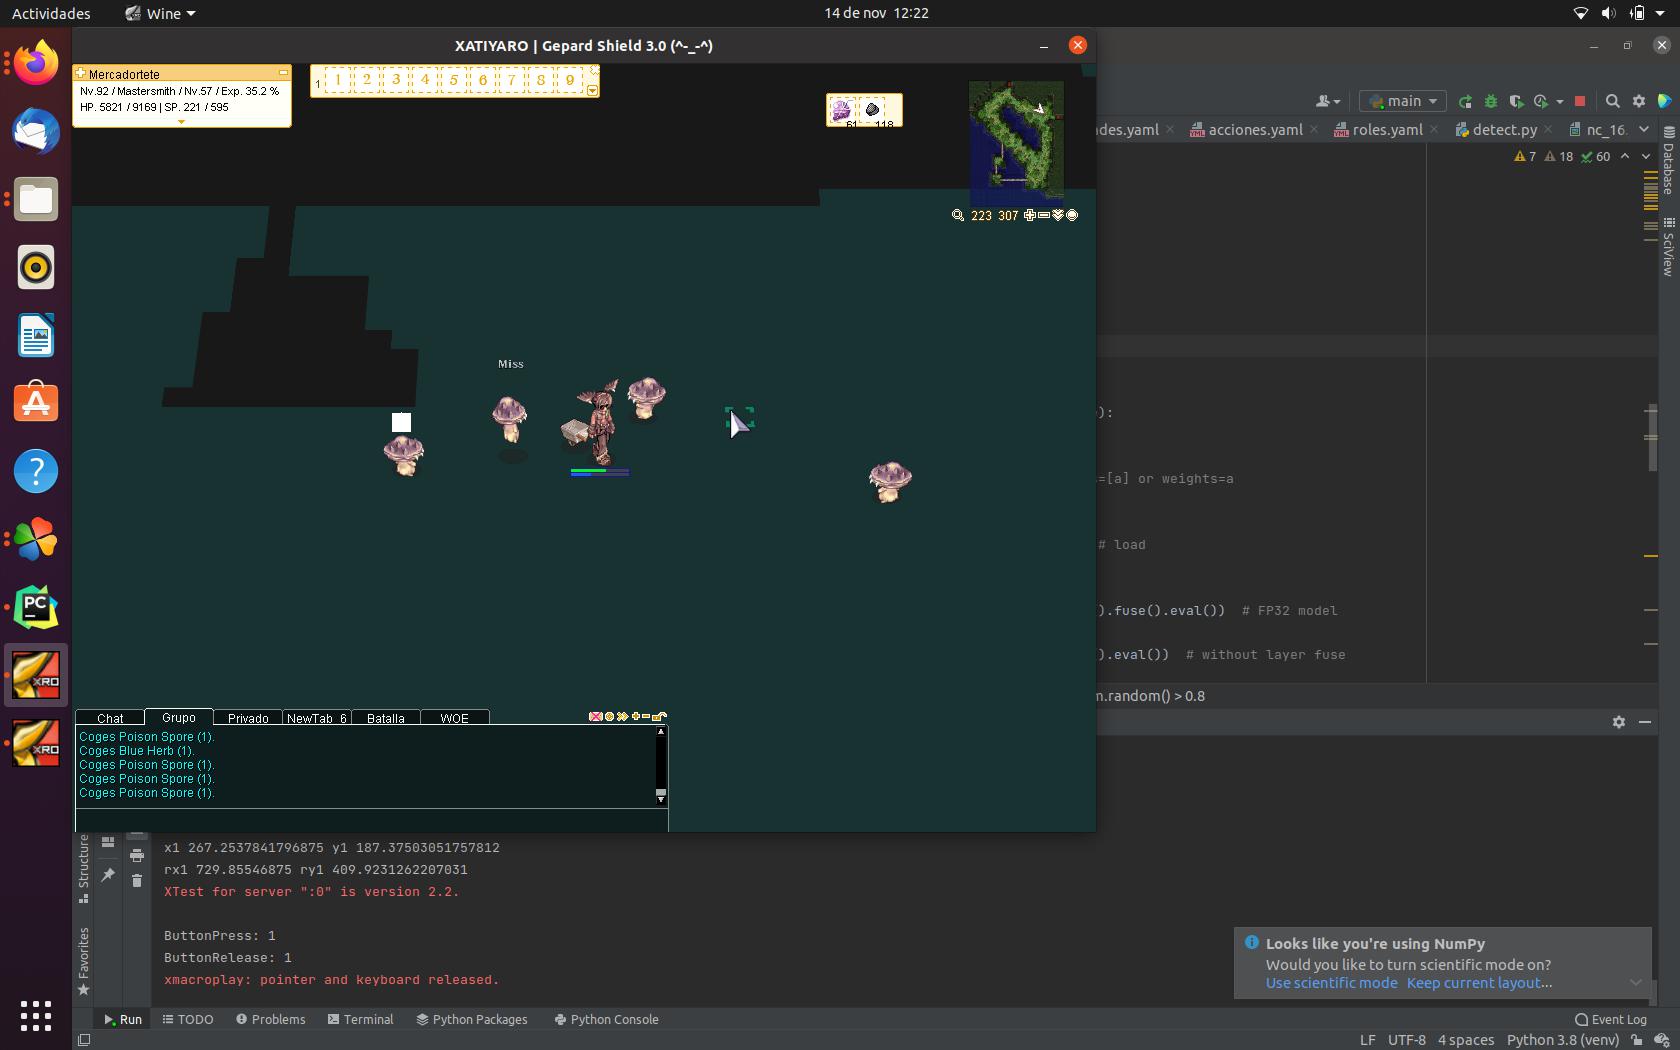 Actividades
Wine
14 de nov 12:22
XATIYARO | Gepard Shield 3.0 (^-_-^)
Mercadortete
Nv.92 / Mastersmith / Nv.57 / Exp. 35.2 %
HP. 5821 / 9169 | SP. 221 / 595
1 1 2 3 4 5 6 7 8 9
61 118
223 307
Miss
main
des.yaml
acciones.yaml
roles.yaml
detect.py
nc_16.
7 18 60
Database
SciView
):
=[a] or weights=a
# load
).fuse().eval()) # FP32 model
).eval()) # without layer fuse
m.random() > 0.8
Chat Grupo Privado NewTab 6 Batalla WOE
Coges Poison Spore (1).
Coges Blue Herb (1).
Coges Poison Spore (1).
Coges Poison Spore (1).
Coges Poison Spore (1).
PC
XRO
XRO
Structure
Favorites
x1 267.2537841796875 y1 187.37503051757812
rx1 729.85546875 ry1 409.9231262207031
XTest for server ":0" is version 2.2.
ButtonPress: 1
ButtonRelease: 1
xmacroplay: pointer and keyboard released.
Looks like you're using NumPy
Would you like to turn scientific mode on?
Use scientific mode Keep current layout...
Run TODO Problems Terminal Python Packages Python Console
Event Log
LF UTF-8 4 spaces Python 3.8 (venv)